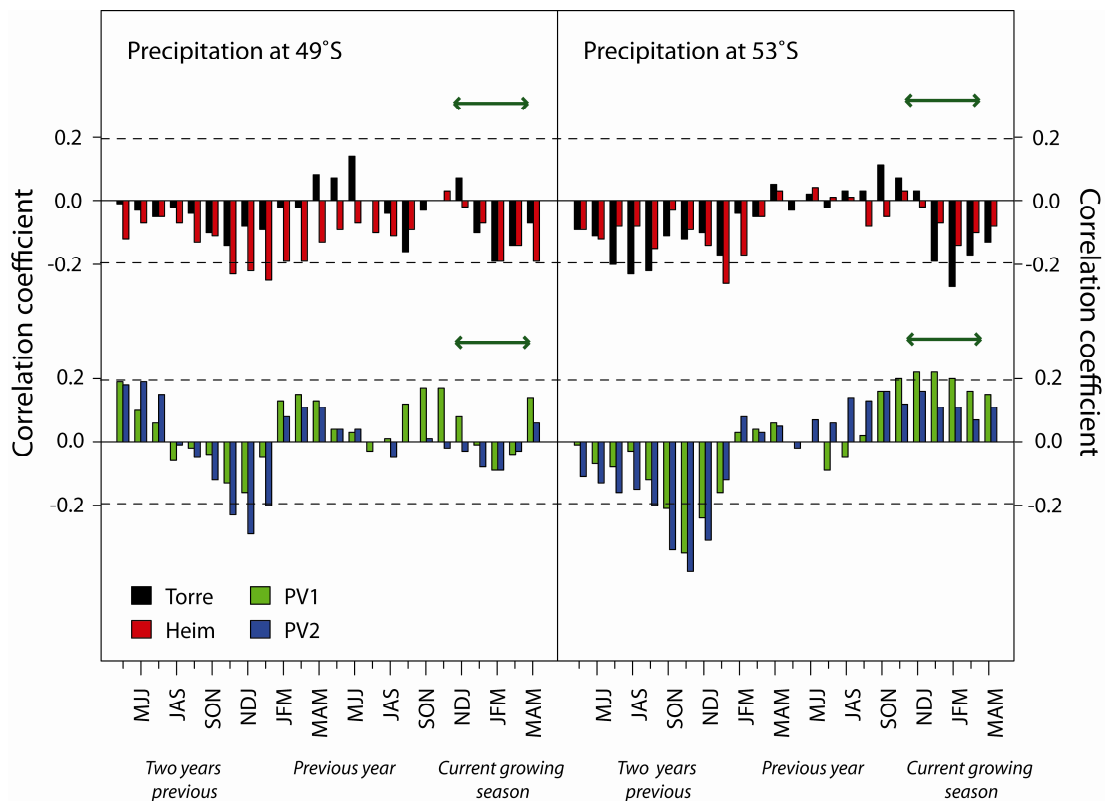 Precipitation at 49˚S
Precipitation at 53˚S
Correlation coefficient
0.2
0.0
-0.2
0.2
0.0
-0.2
0.2
0.0
-0.2
0.2
0.0
-0.2
Correlation coefficient
Torre
Heim
PV1
PV2
MJJ JAS SON NDJ JFM MAM MJJ JAS SON NDJ JFM MAM
MJJ JAS SON NDJ JFM MAM MJJ JAS SON NDJ JFM MAM
Two years
previous
Previous year
Current growing
season
Two years
previous
Previous year
Current growing
season